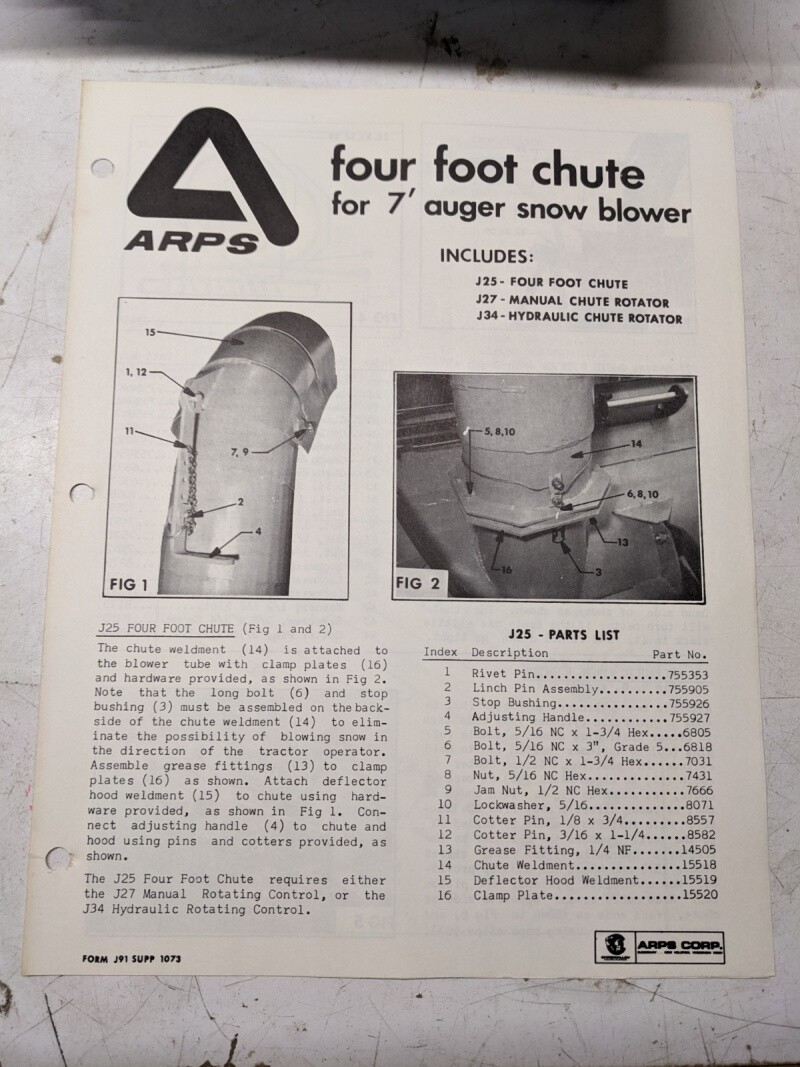 ARPS
four foot chute
for 7' auger snow blower
INCLUDES:
J25 - FOUR FOOT CHUTE
J27 - MANUAL CHUTE ROTATOR
J34 - HYDRAULIC CHUTE ROTATOR
15
1, 12
11
7, 9
2
4
FIG 1
5, 8, 10
14
6, 8, 10
13
16
3
FIG 2
J25 FOUR FOOT CHUTE (Fig 1 and 2)
The chute weldment (14) is attached to
the blower tube with clamp plates (16)
and hardware provided, as shown in Fig 2.
Note that the long bolt (6) and stop
bushing (3) must be assembled on the back-
side of the chute weldment (14) to elim-
inate the possibility of blowing snow in
the direction of the tractor operator.
Assemble grease fittings (13) to clamp
plates (16) as shown. Attach deflector
hood weldment (15) to chute using hard-
ware provided, as shown in Fig 1. Con-
nect adjusting handle (4) to chute and
hood using pins and cotters provided, as
shown.
The J25 Four Foot Chute requires either
the J27 Manual Rotating Control, or the
J34 Hydraulic Rotating Control.
FORM J91 SUPP 1073
J25 - PARTS LIST
Index Description Part No.
1 Rivet Pin..................755353
2 Linch Pin Assembly..........755905
3 Stop Bushing................755926
4 Adjusting Handle............755927
5 Bolt, 5/16 NC x 1-3/4 Hex.....6805
6 Bolt, 5/16 NC x 3", Grade 5...6818
7 Bolt, 1/2 NC x 1-3/4 Hex......7031
8 Nut, 5/16 NC Hex..............7431
9 Jam Nut, 1/2 NC Hex...........7666
10 Lockwasher, 5/16..............8071
11 Cotter Pin, 1/8 x 3/4.........8557
12 Cotter Pin, 3/16 x 1-1/4......8582
13 Grease Fitting, 1/4 NF.......14505
14 Chute Weldment...............15518
15 Deflector Hood Weldment......15519
16 Clamp Plate..................15520
ARPS CORP.